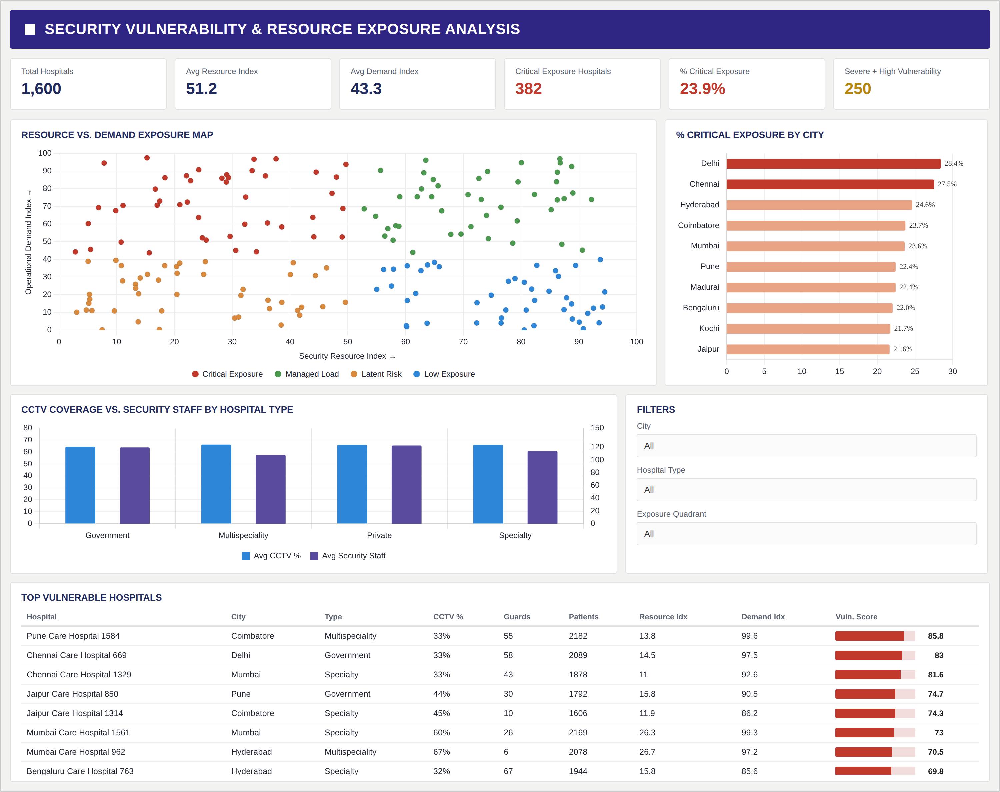 SECURITY VULNERABILITY & RESOURCE EXPOSURE ANALYSIS
Total Hospitals
1,600
Avg Resource Index
51.2
Avg Demand Index
43.3
Critical Exposure Hospitals
382
% Critical Exposure
23.9%
Severe + High Vulnerability
250
RESOURCE VS. DEMAND EXPOSURE MAP
100
90
80
70
60
50
40
30
20
10
0
Operational Demand Index →
0 10 20 30 40 50 60 70 80 90 100
Security Resource Index →
Critical Exposure Managed Load Latent Risk Low Exposure
% CRITICAL EXPOSURE BY CITY
Delhi 28.4%
Chennai 27.5%
Hyderabad 24.6%
Coimbatore 23.7%
Mumbai 23.6%
Pune 22.4%
Madurai 22.4%
Bengaluru 22.0%
Kochi 21.7%
Jaipur 21.6%
0 5 10 15 20 25 30
CCTV COVERAGE VS. SECURITY STAFF BY HOSPITAL TYPE
80
70
60
50
40
30
20
10
0
150
120
100
80
60
40
20
0
Government Multispeciality Private Specialty
Avg CCTV % Avg Security Staff
FILTERS
City
All
Hospital Type
All
Exposure Quadrant
All
TOP VULNERABLE HOSPITALS
Hospital City Type CCTV % Guards Patients Resource Idx Demand Idx Vuln. Score
Pune Care Hospital 1584 Coimbatore Multispeciality 33% 55 2182 13.8 99.6 85.8
Chennai Care Hospital 669 Delhi Government 33% 58 2089 14.5 97.5 83
Chennai Care Hospital 1329 Mumbai Specialty 33% 43 1878 11 92.6 81.6
Jaipur Care Hospital 850 Pune Government 44% 30 1792 15.8 90.5 74.7
Jaipur Care Hospital 1314 Coimbatore Specialty 45% 10 1606 11.9 86.2 74.3
Mumbai Care Hospital 1561 Mumbai Specialty 60% 26 2169 26.3 99.3 73
Mumbai Care Hospital 962 Hyderabad Multispeciality 67% 6 2078 26.7 97.2 70.5
Bengaluru Care Hospital 763 Hyderabad Specialty 32% 67 1944 15.8 85.6 69.8